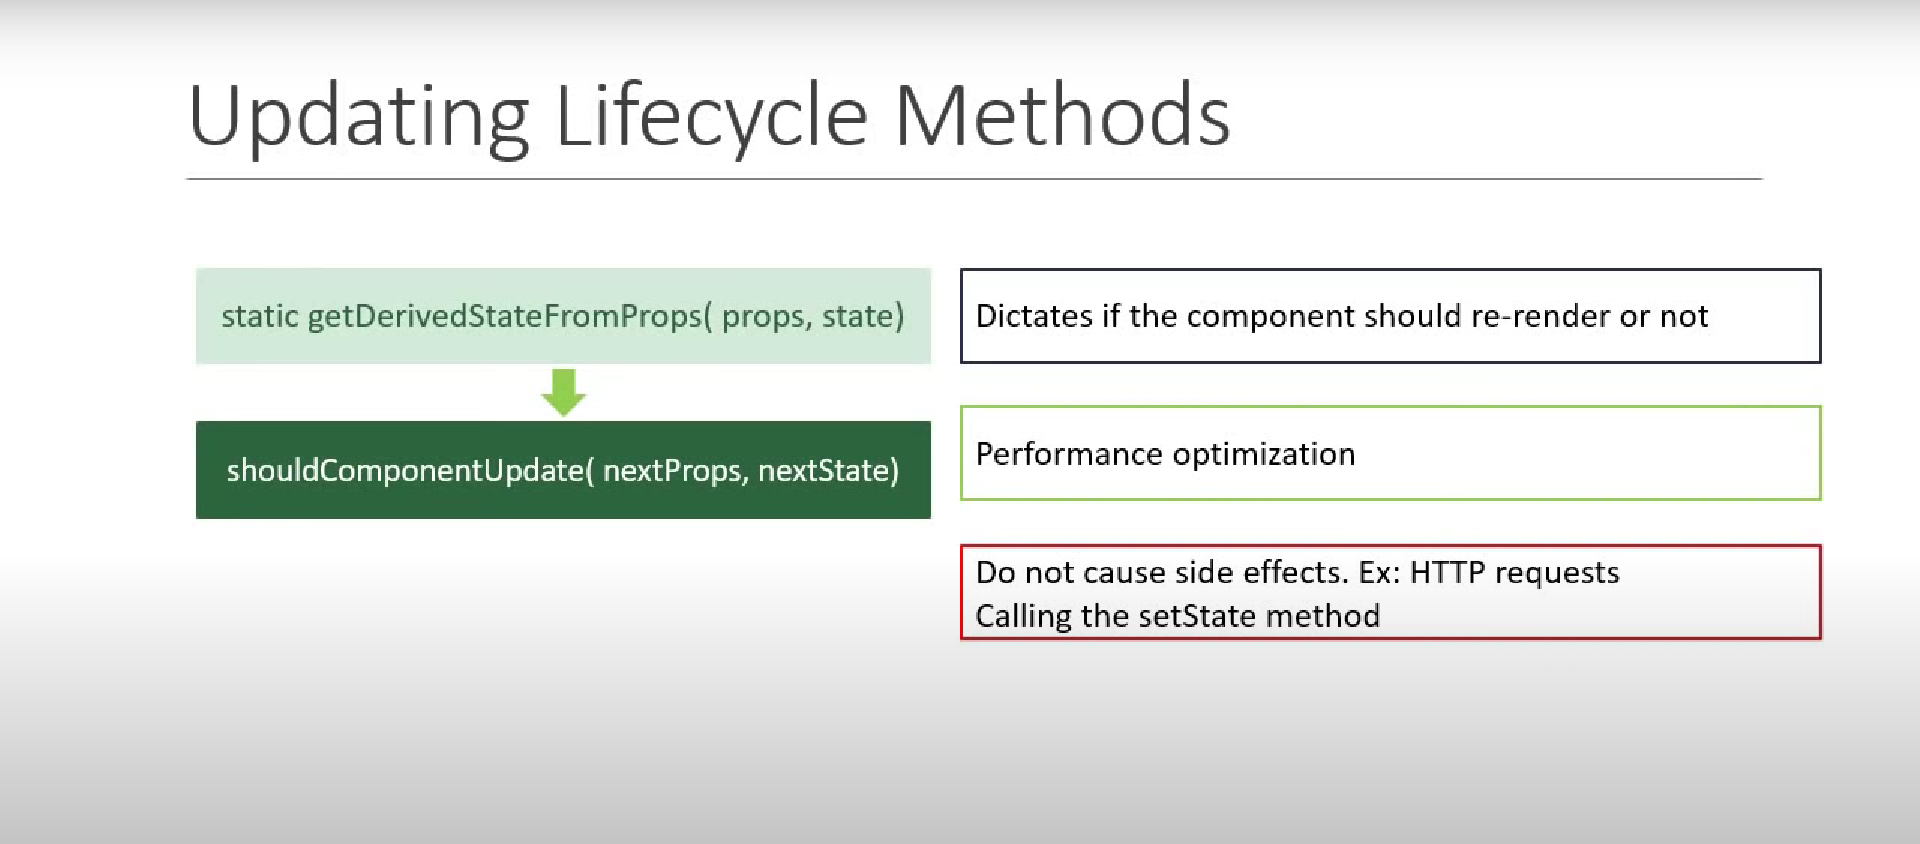 Updating Lifecycle Methods
static getDerivedStateFromProps( props, state)
shouldComponentUpdate( nextProps, nextState)
Dictates if the component should re-render or not
Performance optimization
Do not cause side effects. Ex: HTTP requests
Calling the setState method